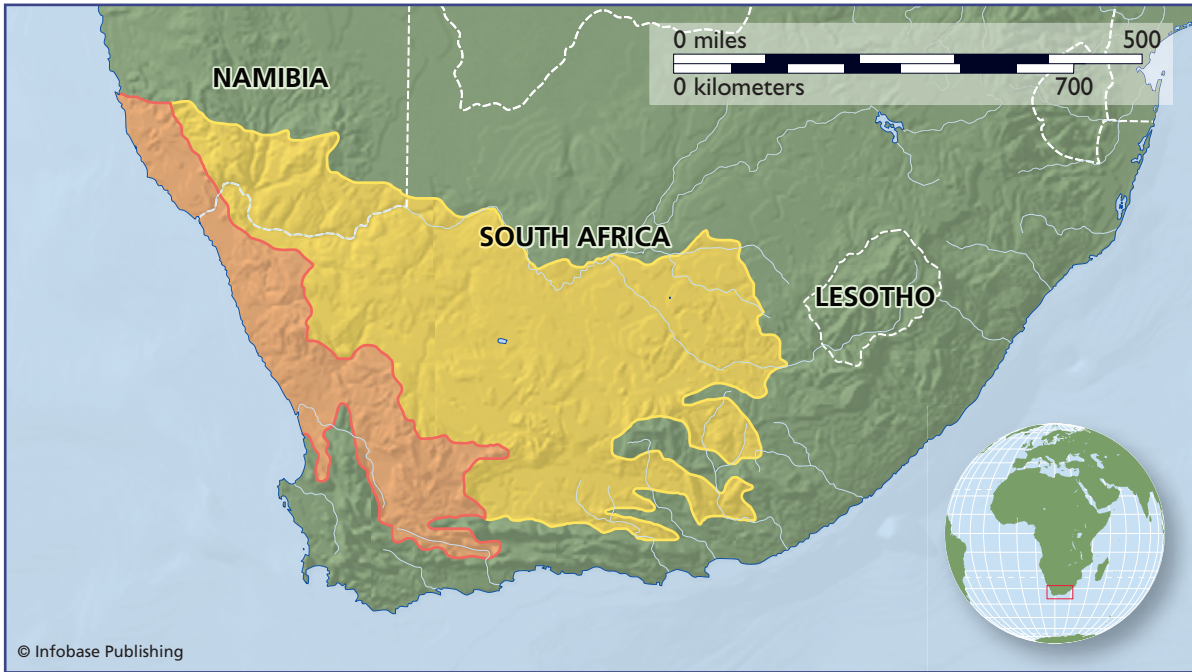 0 miles 500
0 kilometers 700
NAMIBIA
SOUTH AFRICA
LESOTHO
© Infobase Publishing